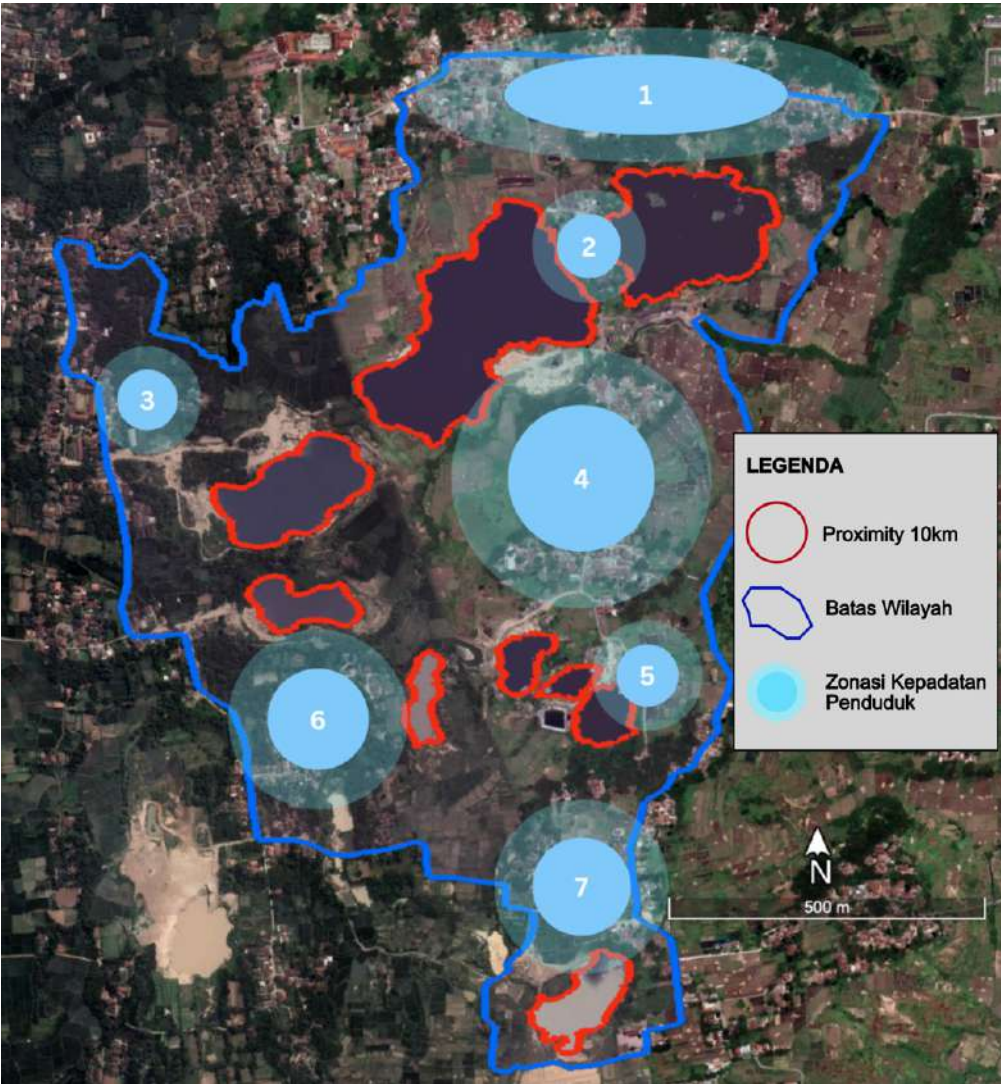 1
2
3
4
5
6
7
LEGENDA
Proximity 10km
Batas Wilayah
Zonasi Kepadatan
Penduduk
N
500 m